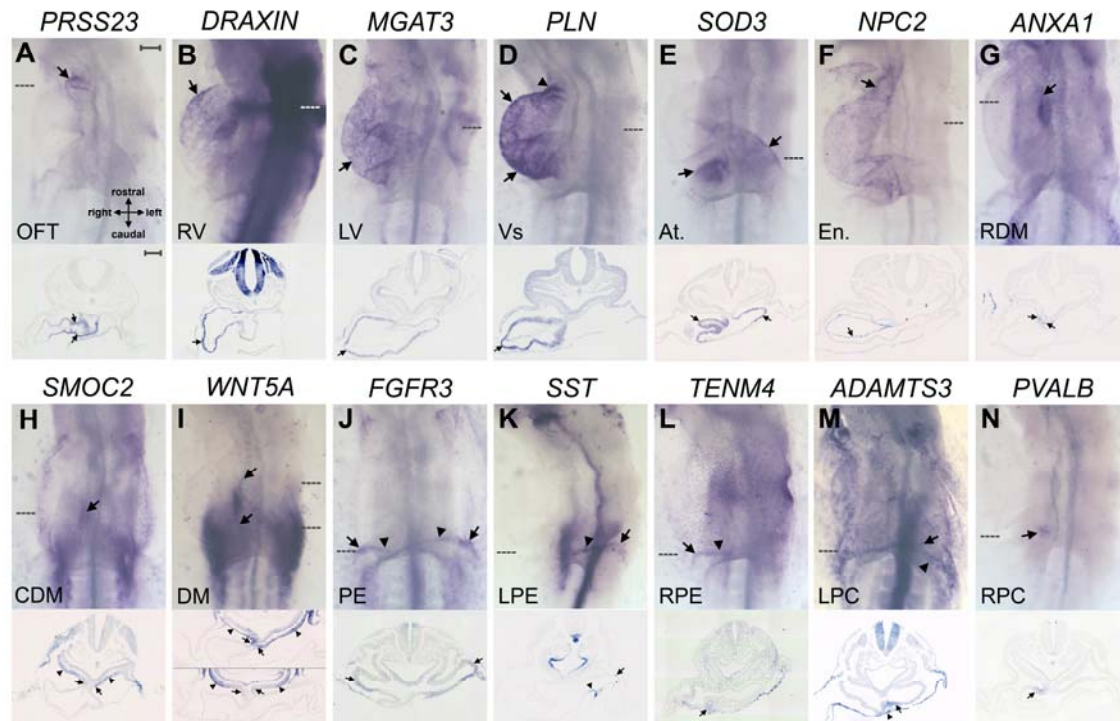 PRSS23 DRAXIN MGAT3 PLN SOD3 NPC2 ANXA1
A B C D E F G
rostral
right left
caudal
OFT RV LV Vs At. En. RDM
SMOC2 WNT5A FGFR3 SST TENM4 ADAMTS3 PVALB
H I J K L M N
CDM DM PE LPE RPE LPC RPC